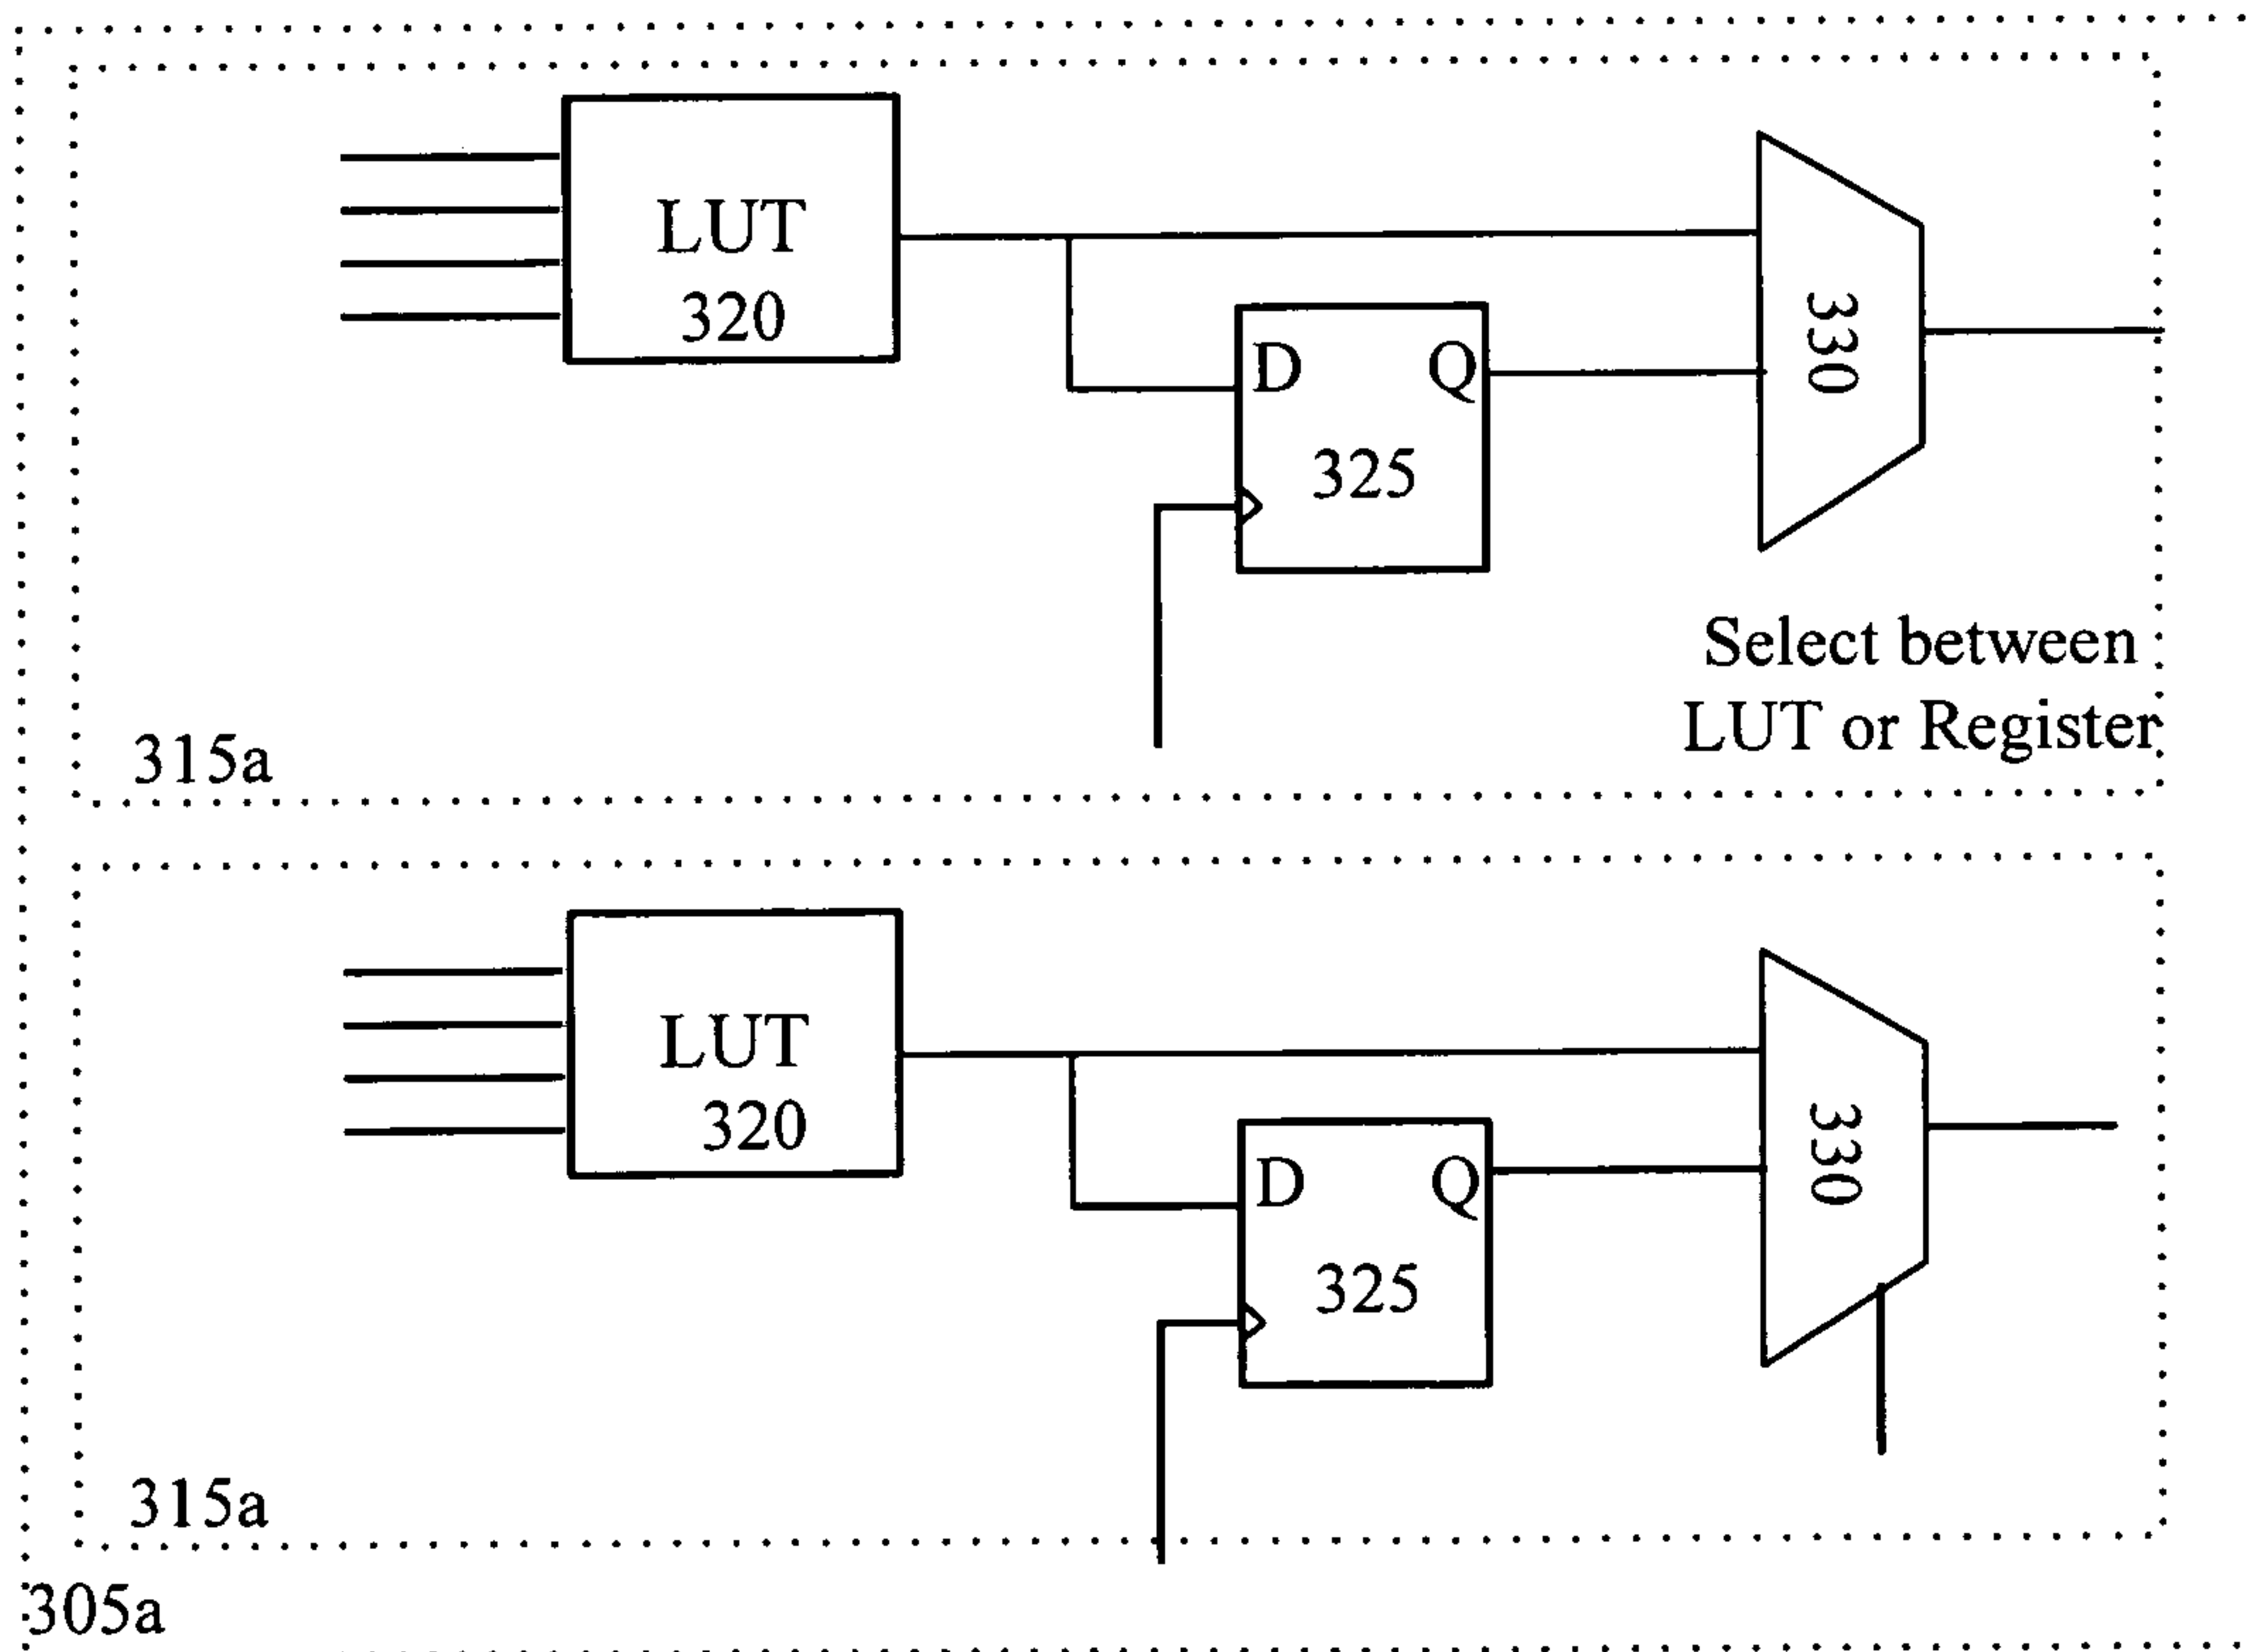 LUT
320
D Q
325
330
Select between
LUT or Register
315a
LUT
320
D Q
325
330
315a
305a